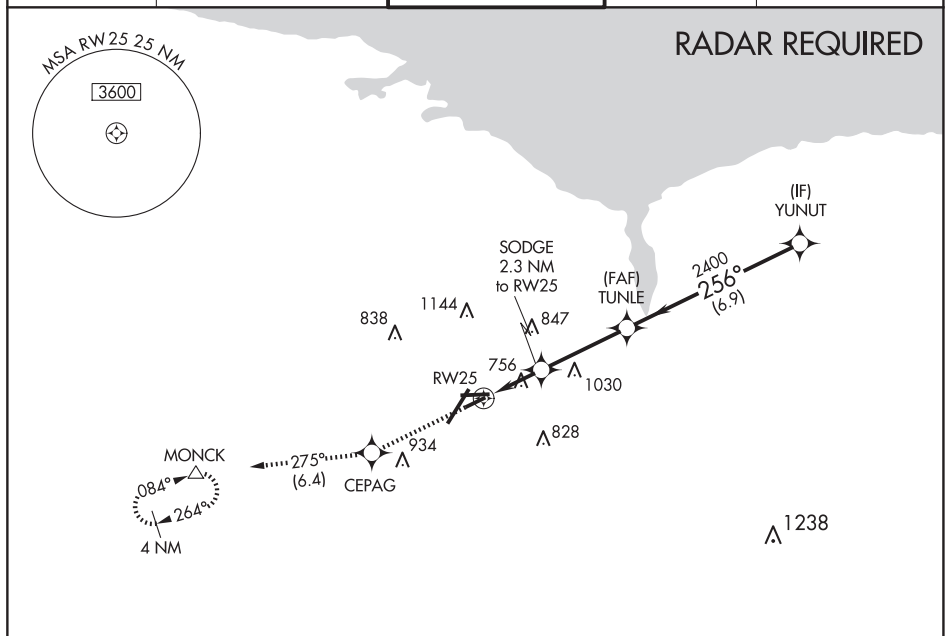 RADAR REQUIRED
MSA RW25 25 NM
3600
(IF)
YUNUT
SODGE
2.3 NM
to RW25
(FAF)
TUNLE
2400
256°
(6.9)
1144
838
847
756
RW25
1030
828
934
MONCK
275°
(6.4)
CEPAG
084°
264°
4 NM
1238